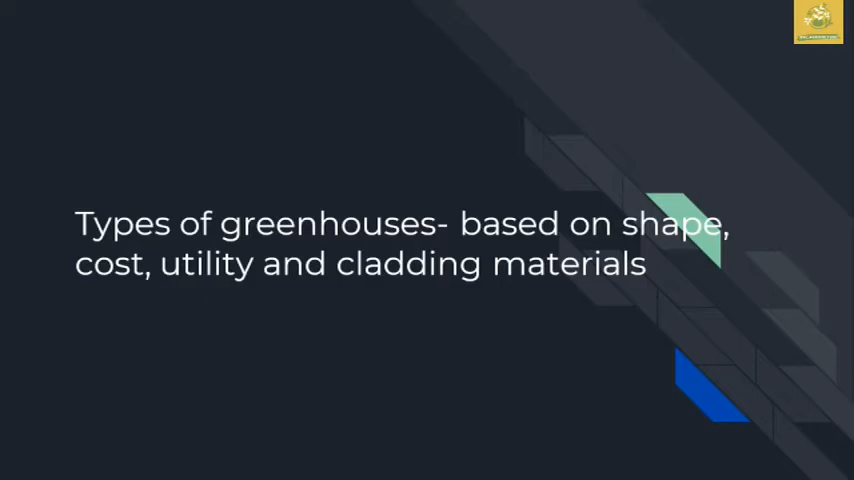 Types of greenhouses- based on shape,
cost, utility and cladding materials